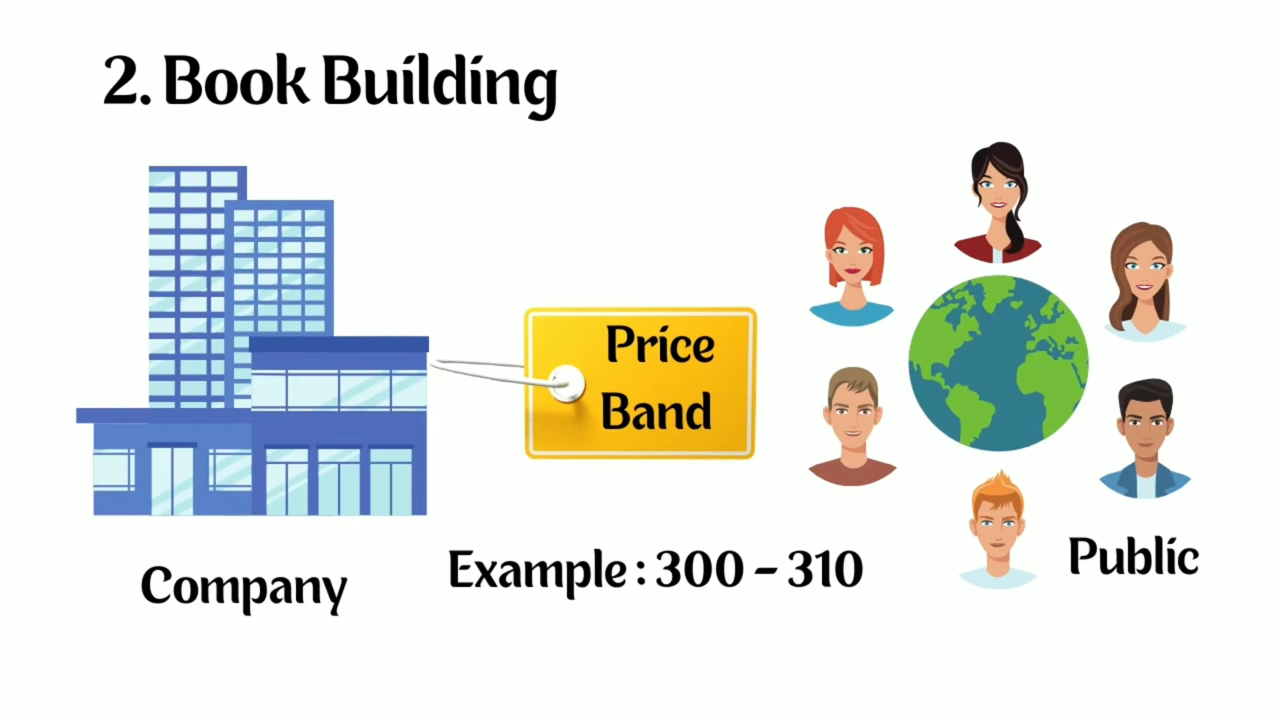 2. Book Building
Price
Band
Company
Example : 300 - 310
Public